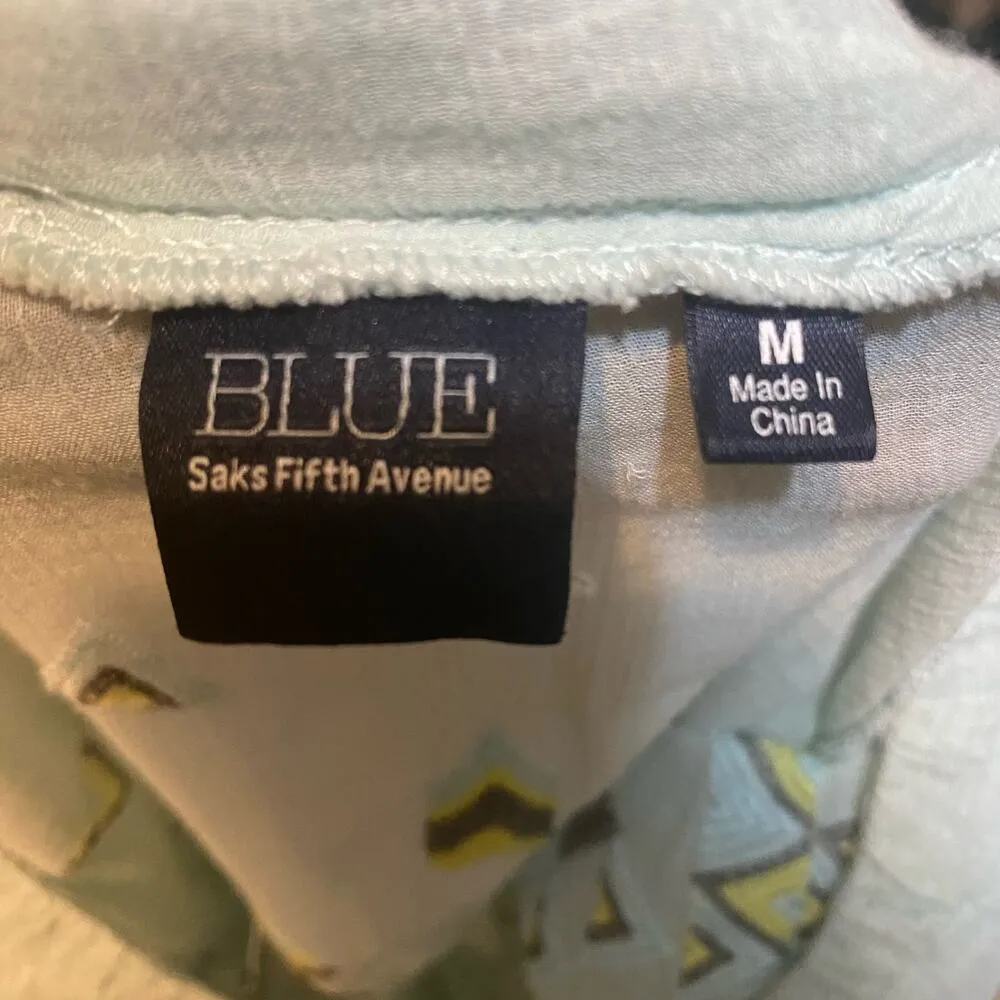 BLUE
Saks Fifth Avenue
M
Made In
China